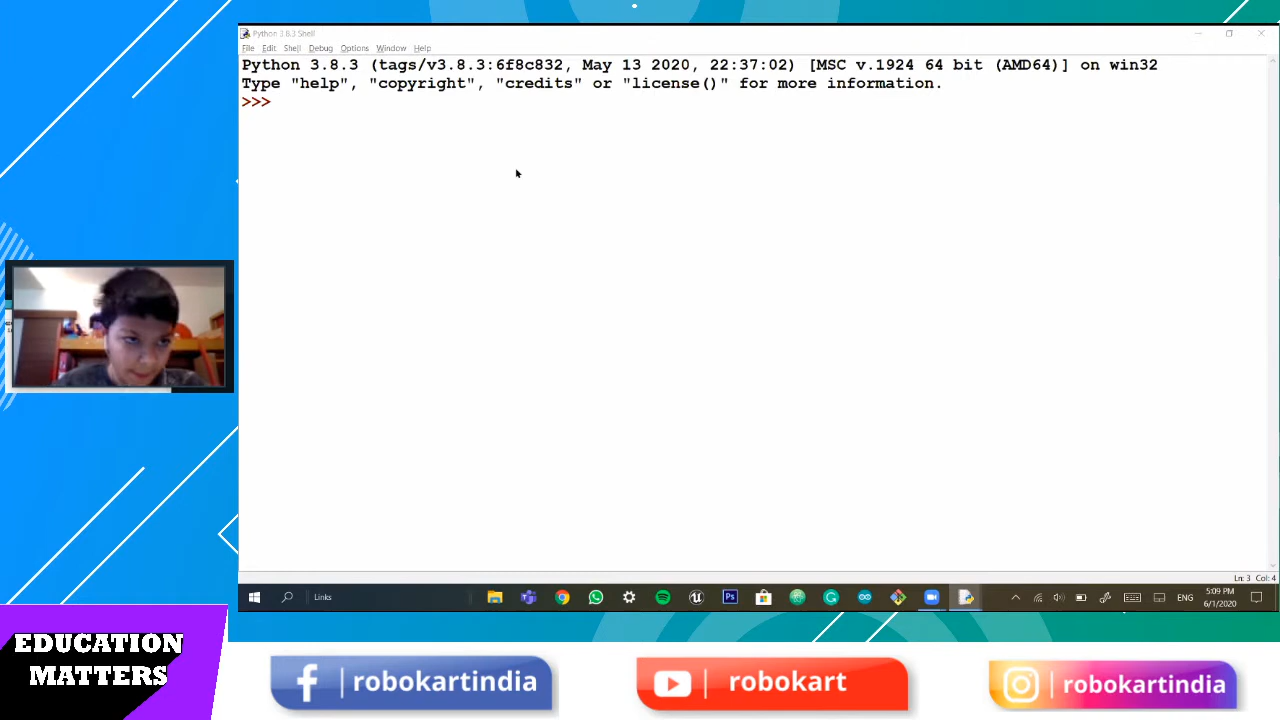 Python 3.8.3 Shell
File Edit Shell Debug Options Window Help
Python 3.8.3 (tags/v3.8.3:6f8c832, May 13 2020, 22:37:02) [MSC v.1924 64 bit (AMD64)] on win32
Type "help", "copyright", "credits" or "license()" for more information.
>>>
Ln: 3 Col: 4
Links
Ps
ENG
5:09 PM
6/1/2020
EDUCATION
MATTERS
f | robokartindia
| robokart
| robokartindia